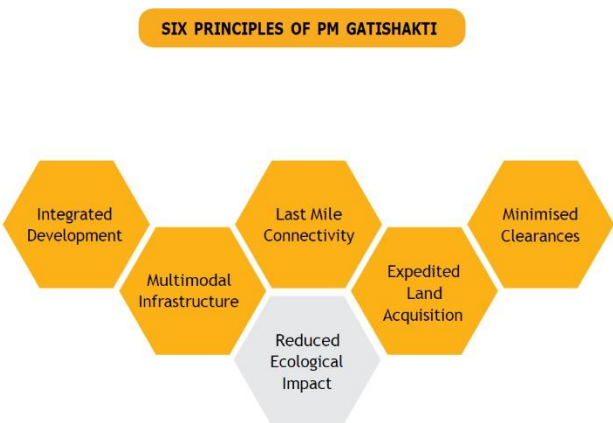 SIX PRINCIPLES OF PM GATISHAKTI
Integrated
Development
Multimodal
Infrastructure
Last Mile
Connectivity
Reduced
Ecological
Impact
Expedited
Land
Acquisition
Minimised
Clearances